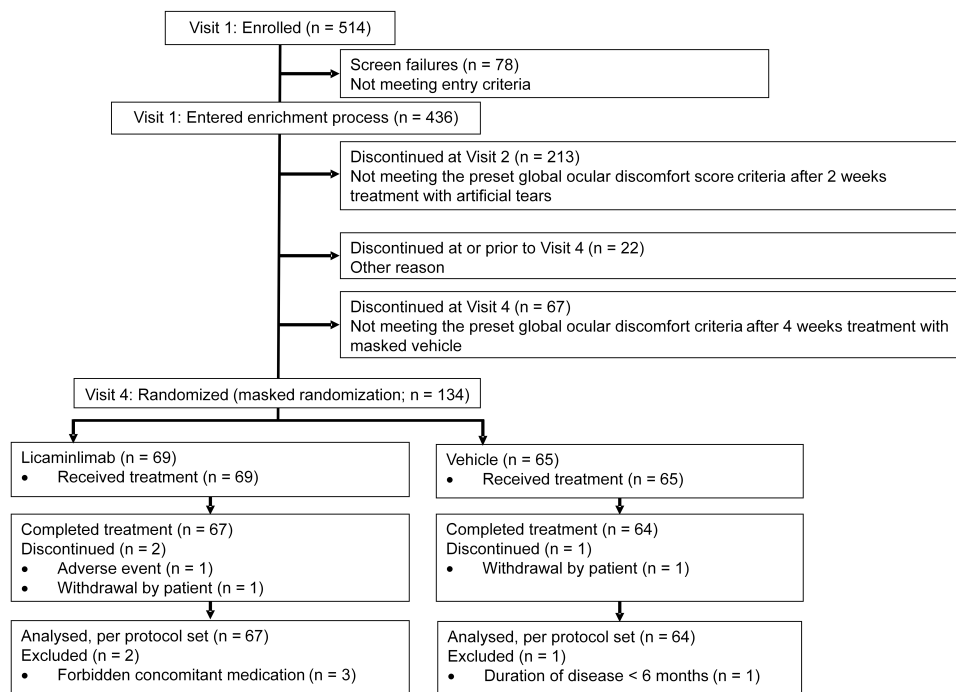 Visit 1: Enrolled (n = 514)
Screen failures (n = 78)
Not meeting entry criteria
Visit 1: Entered enrichment process (n = 436)
Discontinued at Visit 2 (n = 213)
Not meeting the preset global ocular discomfort score criteria after 2 weeks
treatment with artificial tears
Discontinued at or prior to Visit 4 (n = 22)
Other reason
Discontinued at Visit 4 (n = 67)
Not meeting the preset global ocular discomfort criteria after 4 weeks treatment with
masked vehicle
Visit 4: Randomized (masked randomization; n = 134)
Licaminlimab (n = 69)
• Received treatment (n = 69)
Vehicle (n = 65)
• Received treatment (n = 65)
Completed treatment (n = 67)
Discontinued (n = 2)
• Adverse event (n = 1)
• Withdrawal by patient (n = 1)
Completed treatment (n = 64)
Discontinued (n = 1)
• Withdrawal by patient (n = 1)
Analysed, per protocol set (n = 67)
Excluded (n = 2)
• Forbidden concomitant medication (n = 3)
Analysed, per protocol set (n = 64)
Excluded (n = 1)
• Duration of disease < 6 months (n = 1)